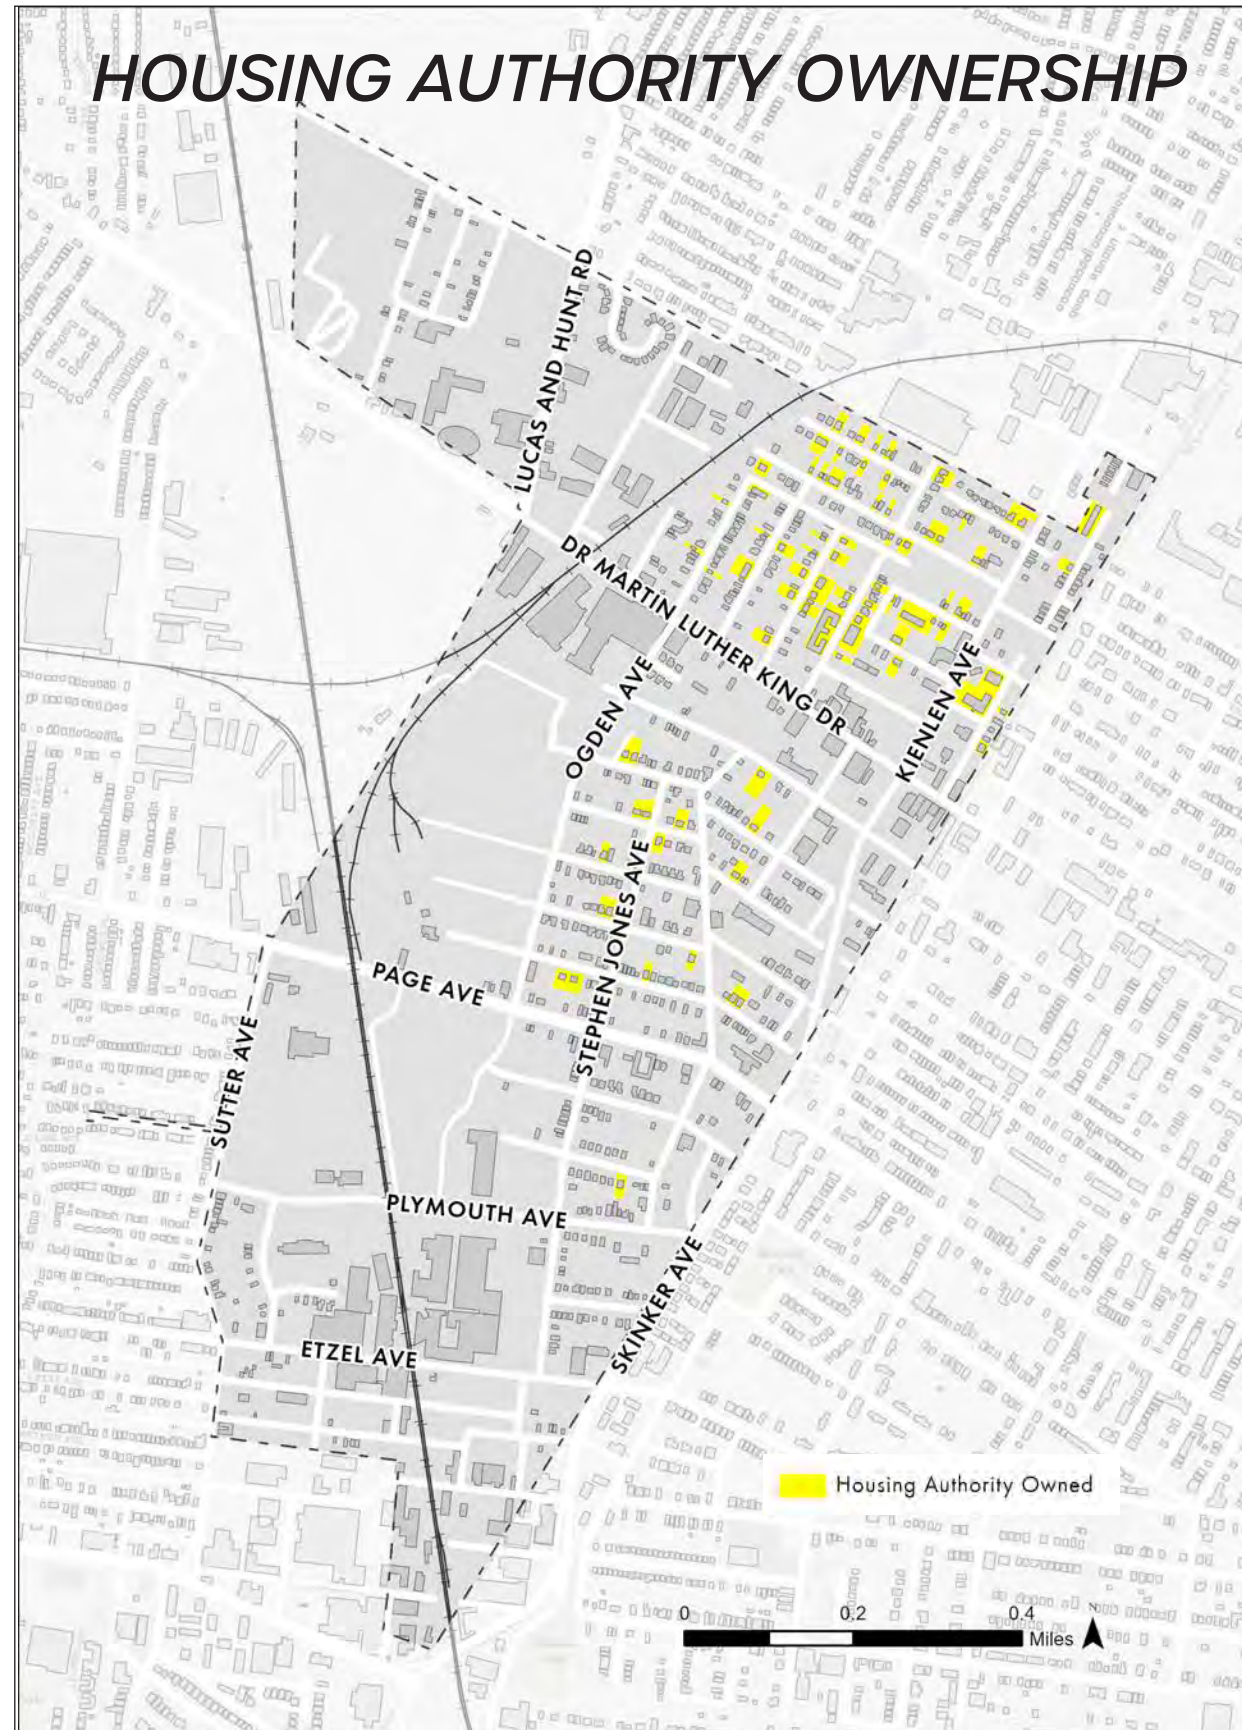 HOUSING AUTHORITY OWNERSHIP
LUCAS AND HUNT RD
DR MARTIN LUTHER KING DR
OGDEN AVE
KIENLEN AVE
STEPHEN JONES AVE
PAGE AVE
SUTTER AVE
PLYMOUTH AVE
SKINKER AVE
ETZEL AVE
Housing Authority Owned
0 0.2 0.4
Miles
N